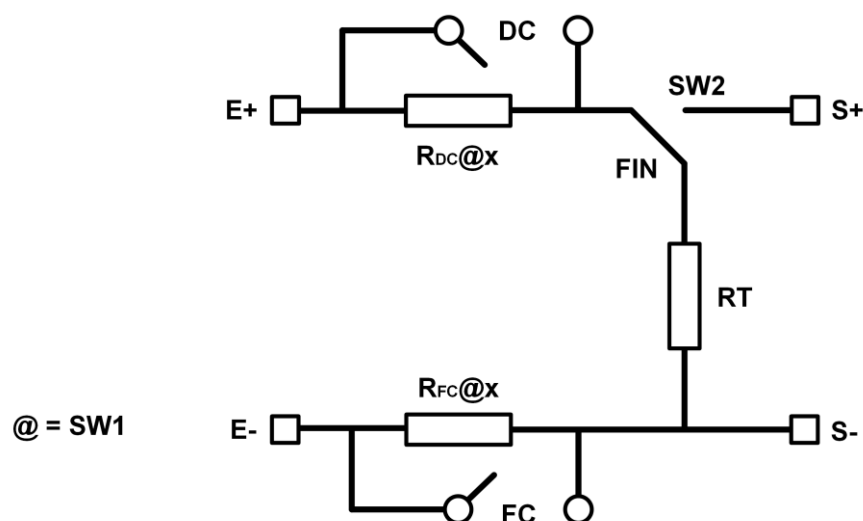 DC
E+
SW2
S+
RDC@x
FIN
RT
RFC@x
@ = SW1
E-
S-
FC